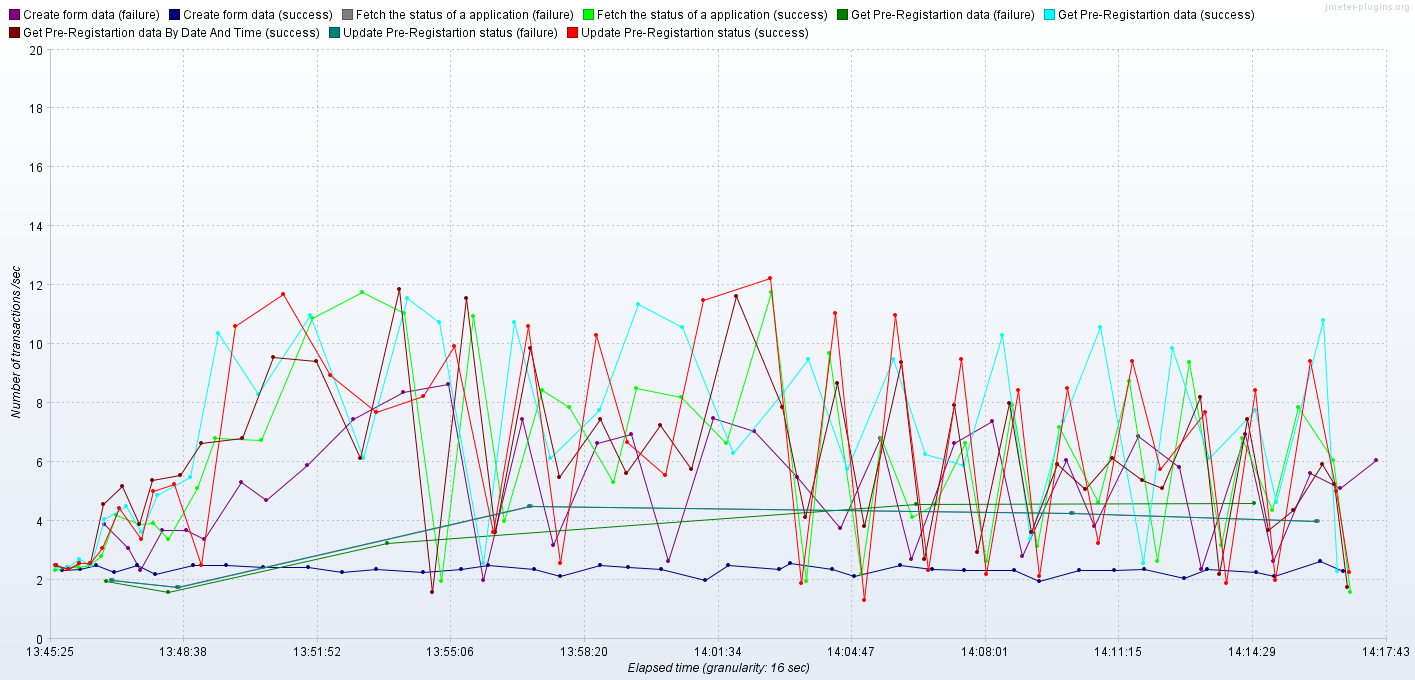 jmeter-plugins.org
Create form data (failure) Create form data (success) Fetch the status of a application (failure) Fetch the status of a application (success) Get Pre-Registartion data (failure) Get Pre-Registartion data (success)
Get Pre-Registartion data By Date And Time (success) Update Pre-Registartion status (failure) Update Pre-Registartion status (success)
20
18
16
14
12
10
8
6
4
2
0
Number of transactions /sec
13:45:25 13:48:38 13:51:52 13:55:06 13:58:20 14:01:34 14:04:47 14:08:01 14:11:15 14:14:29 14:17:43
Elapsed time (granularity: 16 sec)